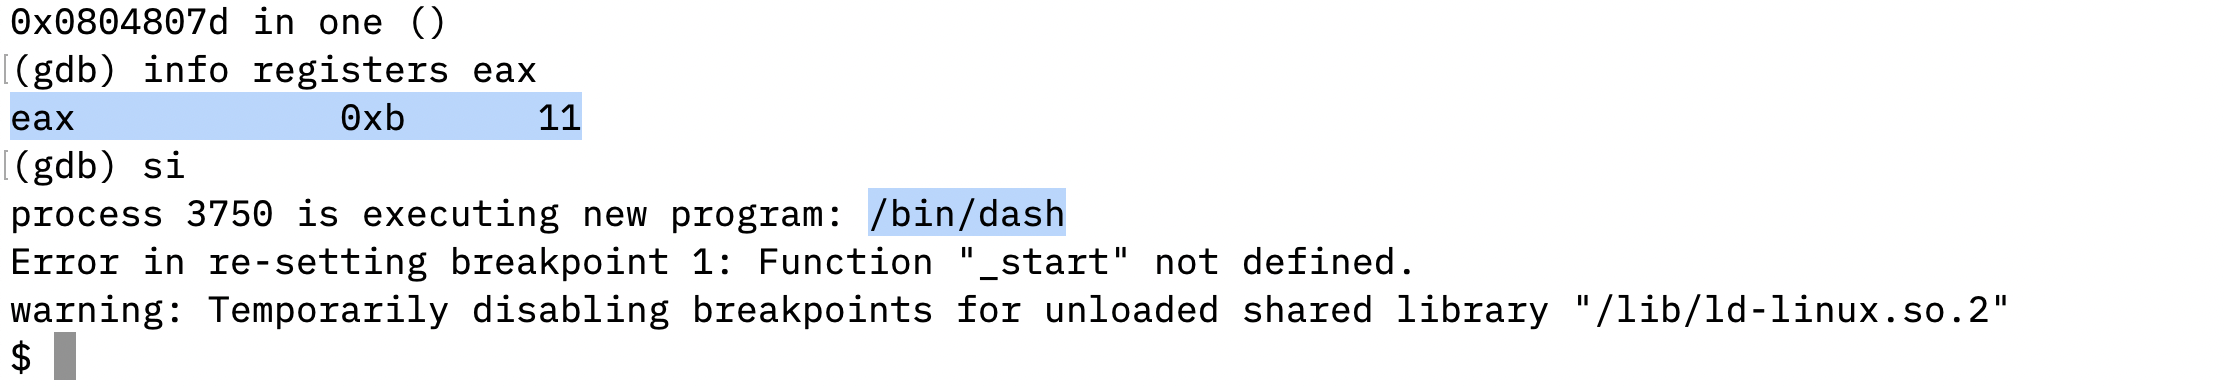 0x0804807d in one ()
(gdb) info registers eax
eax            0xb      11
(gdb) si
process 3750 is executing new program: /bin/dash
Error in re-setting breakpoint 1: Function "_start" not defined.
warning: Temporarily disabling breakpoints for unloaded shared library "/lib/ld-linux.so.2"
$